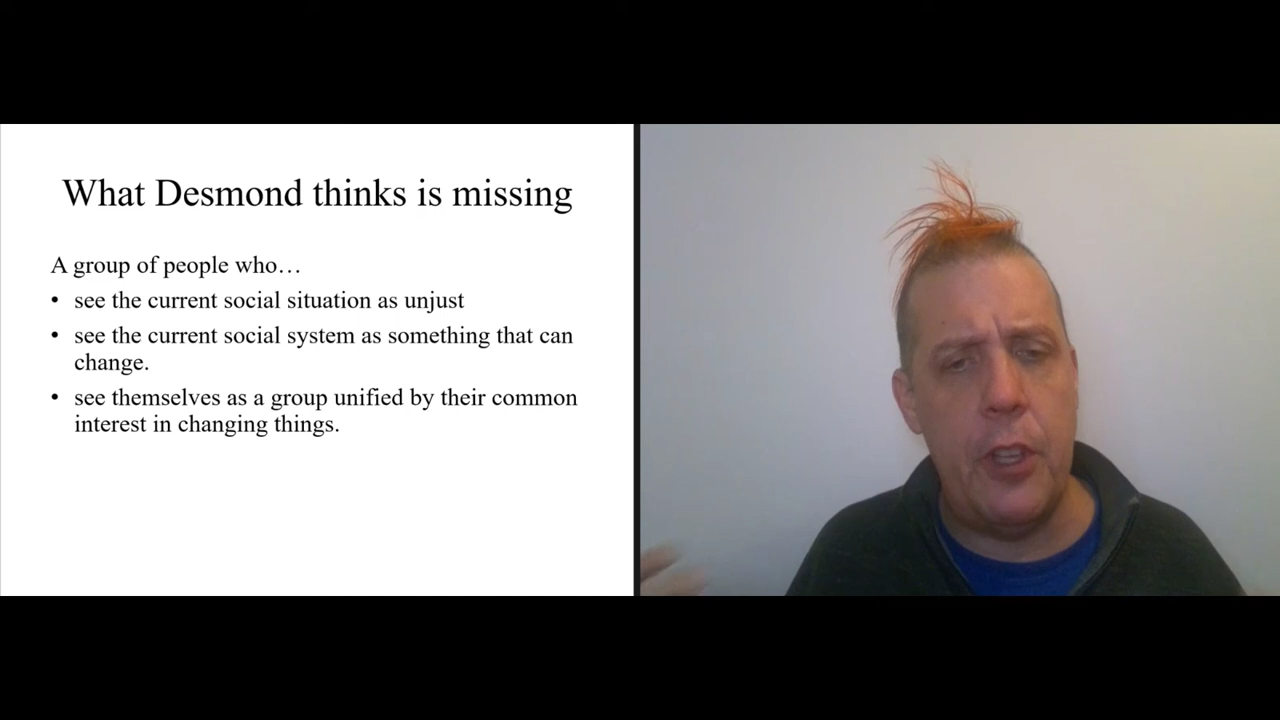 What Desmond thinks is missing
A group of people who…
• see the current social situation as unjust
• see the current social system as something that can
change.
• see themselves as a group unified by their common
interest in changing things.